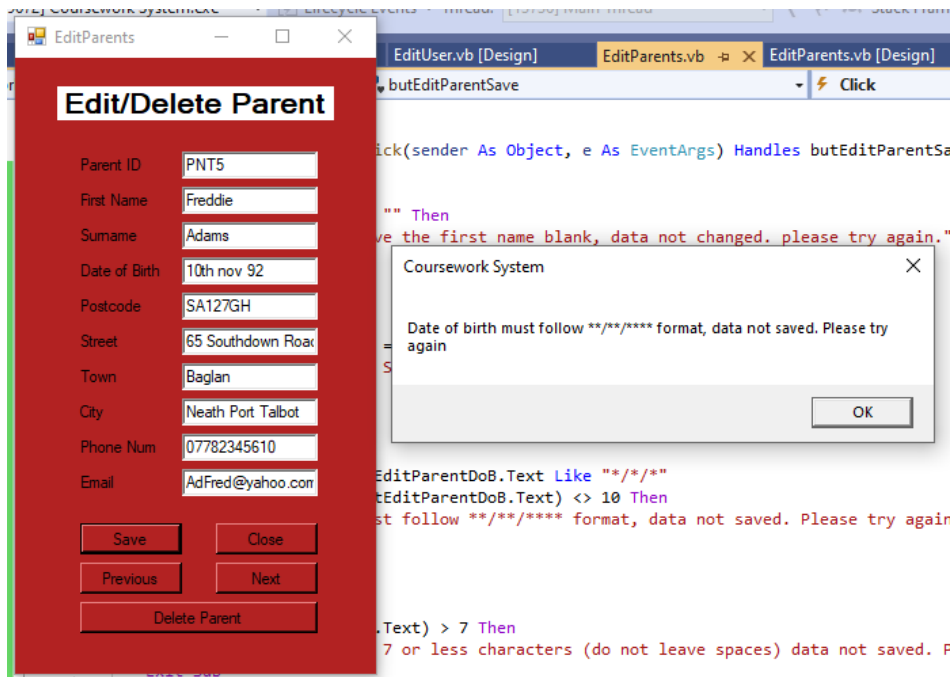 Coursework System.exe
Lifecycle Events
Thread:
Main Thread
EditParents
EditUser.vb [Design]
EditParents.vb
EditParents.vb [Design]
butEditParentSave
Click
Edit/Delete Parent
ick(sender As Object, e As EventArgs) Handles butEditParentSa
Parent ID PNT5
First Name Freddie
"" Then
Surname Adams
ve the first name blank, data not changed. please try again."
Date of Birth 10th nov 92
Coursework System
Postcode SA127GH
Date of birth must follow **/**/**** format, data not saved. Please try
again
Street 65 Southdown Road
=
Town Baglan
S
City Neath Port Talbot
OK
Phone Num 07782345610
Email AdFred@yahoo.com
EditParentDoB.Text Like "*/*/*"
tEditParentDoB.Text) <> 10 Then
st follow **/**/**** format, data not saved. Please try again
Save Close
Previous Next
Delete Parent
.Text) > 7 Then
7 or less characters (do not leave spaces) data not saved. P
Exit Sub